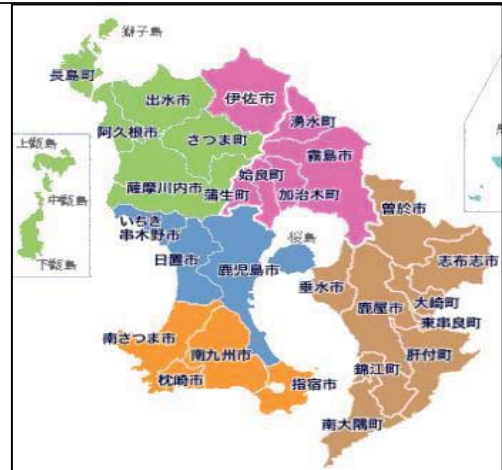 獅子島
長島町
出水市
伊佐市
湧水町
阿久根市
さつま町
霧島市
上甑島
姶良町
薩摩川内市
蒲生町
加治木町
中甑島
曽於市
いちき
串木野市
桜島
下甑島
日置市
鹿児島市
志布志市
垂水市
鹿屋市
大崎町
東串良町
南さつま市
南九州市
肝付町
錦江町
枕崎市
指宿市
南大隅町